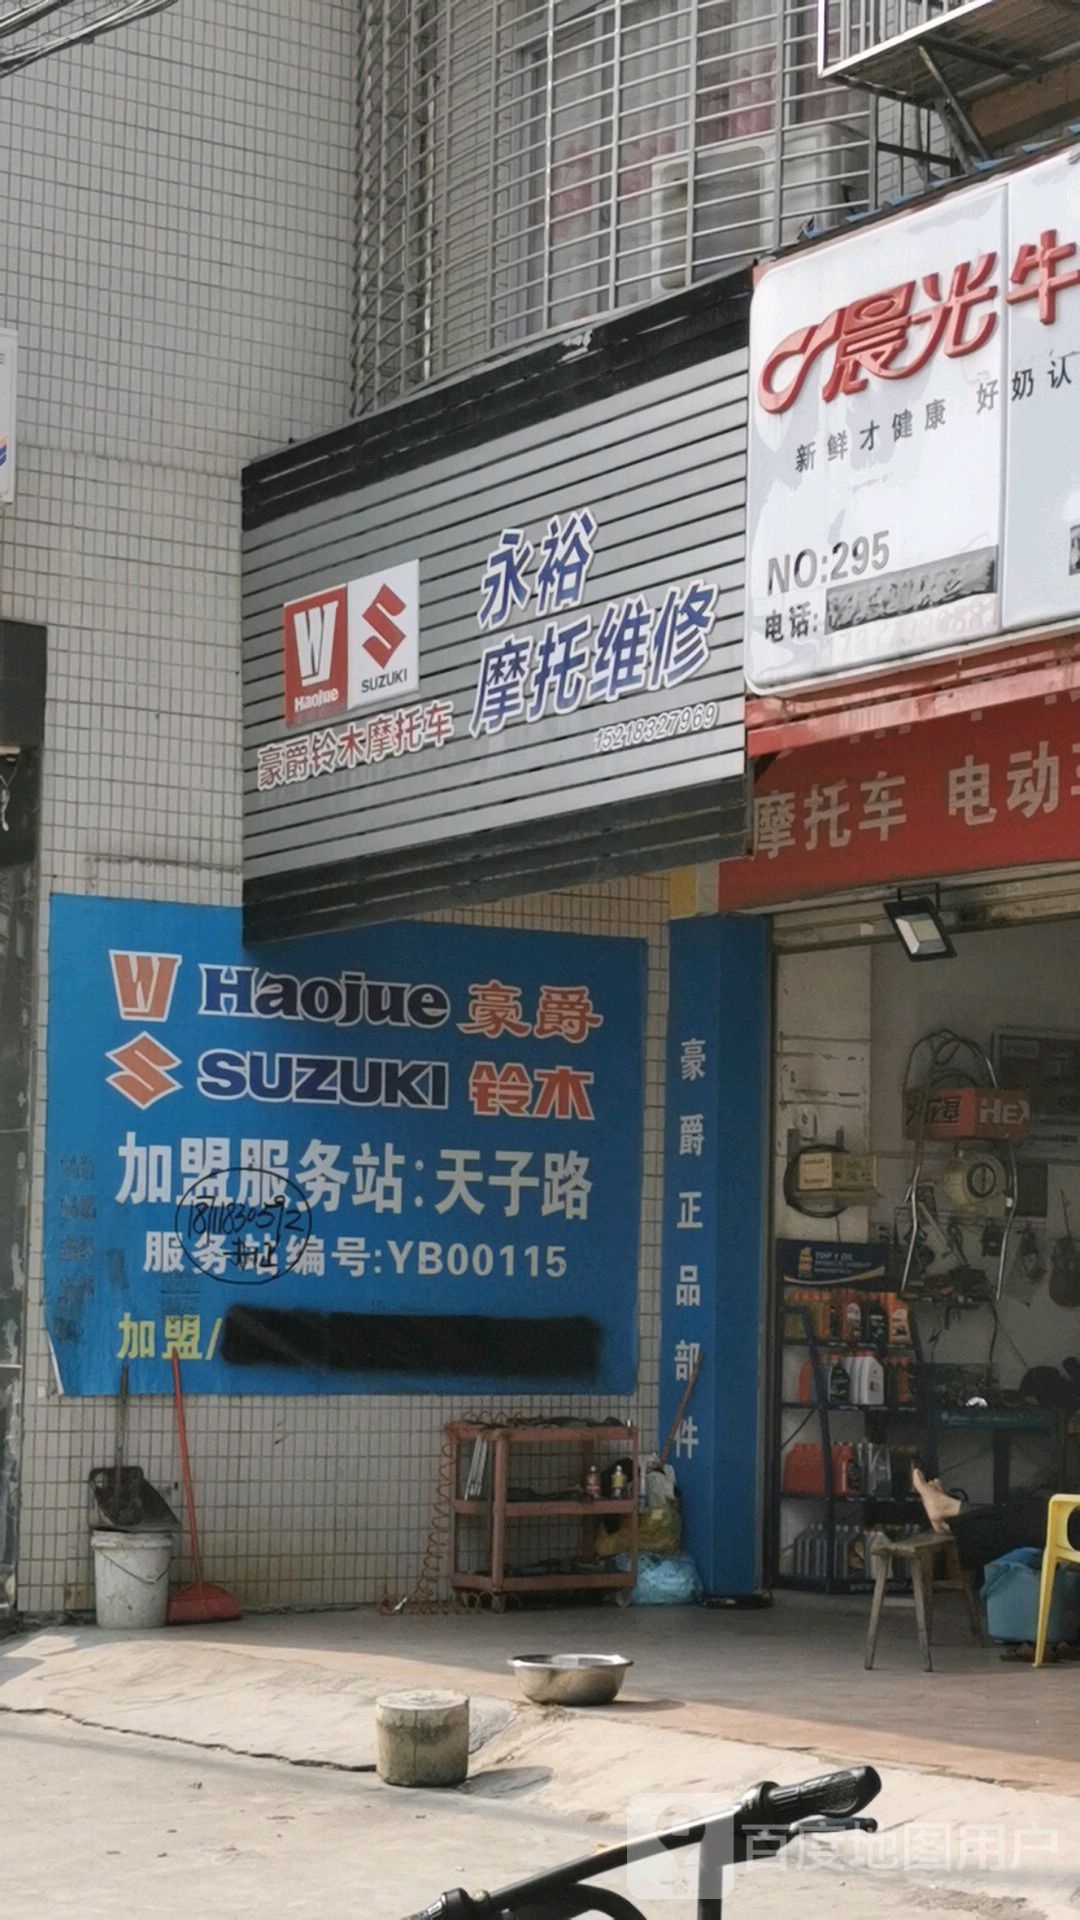 晨光牛
新鲜才健康 好奶认
NO:295
电话:
永裕
摩托维修
15218327969
W
Haojue
SUZUKI
豪爵铃木摩托车
摩托车 电动车
Haojue 豪爵
SUZUKI 铃木
加盟服务站:天子路
服务站编号:YB00115
加盟/
豪爵正品部件
百度地图用户